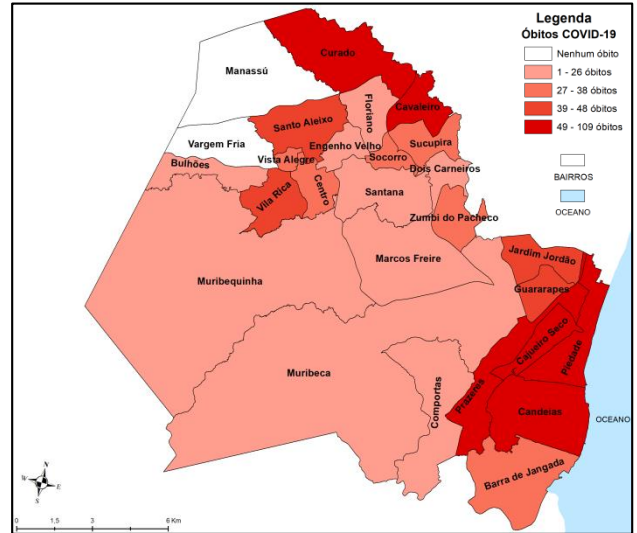 Legenda
Óbitos COVID-19
Nenhum óbito
1 - 26 óbitos
27 - 38 óbitos
39 - 48 óbitos
49 - 109 óbitos
BAIRROS
OCEANO
Curado
Manassú
Floriano
Cavaleiro
Santo Aleixo
Sucupira
Vargem Fria
Engenho Velho
Vista Alegre
Socorro
Bulhões
Dois Carneiros
Vila Rica
Centro
Santana
Zumbi do Pacheco
Marcos Freire
Jardim Jordão
Muribequinha
Guararapes
Cajueiro Seco
Piedade
Muribeca
Comportas
Prazeres
Candeias
OCEANO
Barra de Jangada
N
W
E
S
0 1,5 3 6 Km